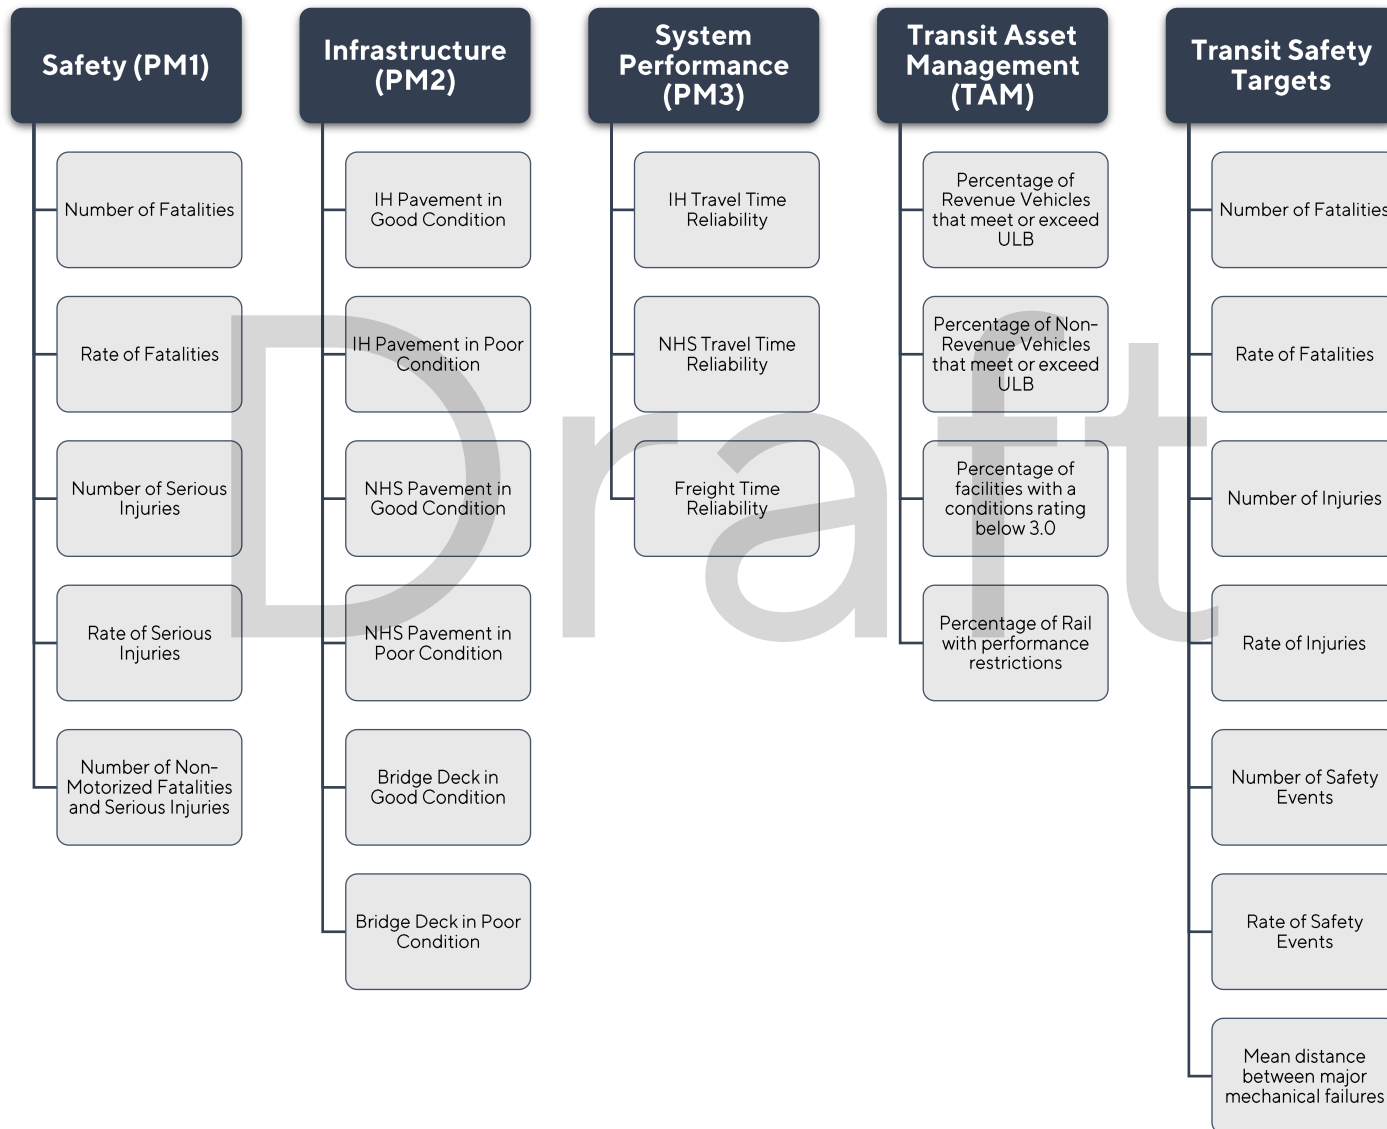 Safety (PM1)
Number of Fatalities
Rate of Fatalities
Number of Serious
Injuries
Rate of Serious
Injuries
Number of Non-
Motorized Fatalities
and Serious Injuries
Infrastructure
(PM2)
IH Pavement in
Good Condition
IH Pavement in Poor
Condition
NHS Pavement in
Good Condition
NHS Pavement in
Poor Condition
Bridge Deck in
Good Condition
Bridge Deck in Poor
Condition
System
Performance
(PM3)
IH Travel Time
Reliability
NHS Travel Time
Reliability
Freight Time
Reliability
Transit Asset
Management
(TAM)
Percentage of
Revenue Vehicles
that meet or exceed
ULB
Percentage of Non-
Revenue Vehicles
that meet or exceed
ULB
Percentage of
facilities with a
conditions rating
below 3.0
Percentage of Rail
with performance
restrictions
Transit Safety
Targets
Number of Fatalities
Rate of Fatalities
Number of Injuries
Rate of Injuries
Number of Safety
Events
Rate of Safety
Events
Mean distance
between major
mechanical failures
Draft